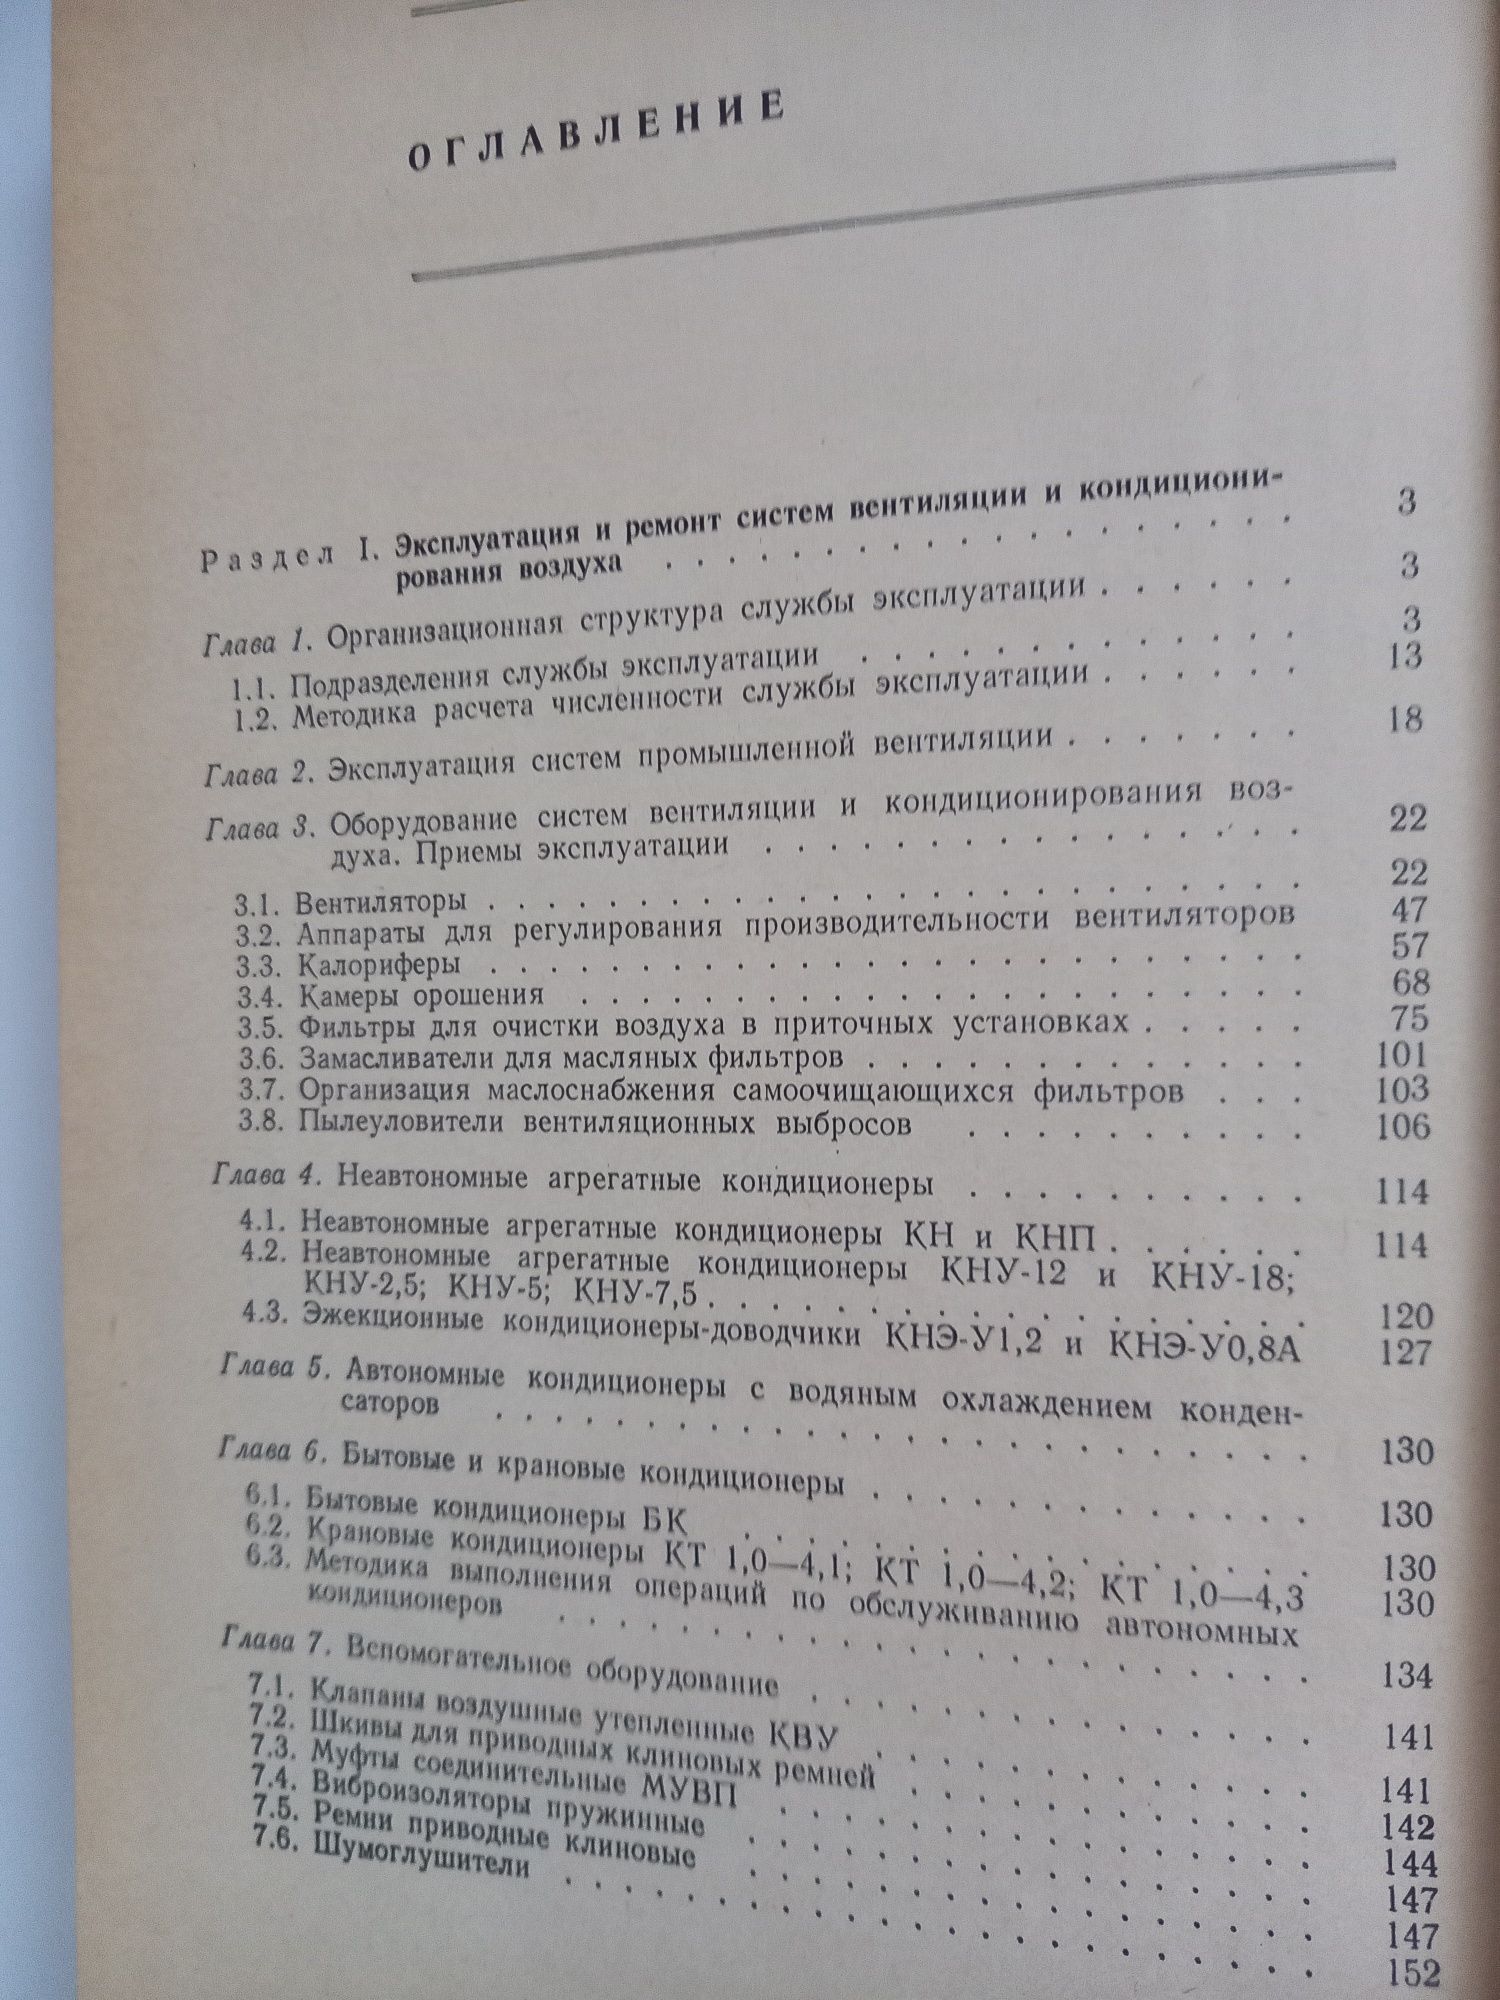 ОГЛАВЛЕНИЕ
Раздел I. Эксплуатация и ремонт систем вентиляции и кондициони-
рования воздуха . . . . . . . . . . . . . . . . . 3
Глава 1. Организационная структура службы эксплуатации . . . . . . 3
1.1. Подразделения службы эксплуатации . . . . . . . . . . . . 3
1.2. Методика расчета численности службы эксплуатации . . . . . . 13
Глава 2. Эксплуатация систем промышленной вентиляции . . . . . . . 18
Глава 3. Оборудование систем вентиляции и кондиционирования воз-
духа. Приемы эксплуатации . . . . . . . . . . . . . . 22
3.1. Вентиляторы . . . . . . . . . . . . . . . . . . . . . 22
3.2. Аппараты для регулирования производительности вентиляторов 47
3.3. Калориферы . . . . . . . . . . . . . . . . . . . . . 57
3.4. Камеры орошения . . . . . . . . . . . . . . . . . . . 68
3.5. Фильтры для очистки воздуха в приточных установках . . . . . 75
3.6. Замасливатели для масляных фильтров . . . . . . . . . . . 101
3.7. Организация маслоснабжения самоочищающихся фильтров . . . 103
3.8. Пылеуловители вентиляционных выбросов . . . . . . . . . . 106
Глава 4. Неавтономные агрегатные кондиционеры . . . . . . . . . . 114
4.1. Неавтономные агрегатные кондиционеры КН и КНП . . . . . . 114
4.2. Неавтономные агрегатные кондиционеры КНУ-12 и КНУ-18;
КНУ-2,5; КНУ-5; КНУ-7,5 . . . . . . . . . . . . . . . 120
4.3. Эжекционные кондиционеры-доводчики КНЭ-У1,2 и КНЭ-У0,8А 127
Глава 5. Автономные кондиционеры с водяным охлаждением конден-
саторов . . . . . . . . . . . . . . . . . . . . . 130
Глава 6. Бытовые и крановые кондиционеры . . . . . . . . . . . . 130
6.1. Бытовые кондиционеры БК . . . . . . . . . . . . . . . . 130
6.2. Крановые кондиционеры КТ 1,0—4,1; КТ 1,0—4,2; КТ 1,0—4,3 130
6.3. Методика выполнения операций по обслуживанию автономных
кондиционеров . . . . . . . . . . . . . . . . . . . 134
Глава 7. Вспомогательное оборудование . . . . . . . . . . . . . . 141
7.1. Клапаны воздушные утепленные КВУ . . . . . . . . . . . . 141
7.2. Шкивы для приводных клиновых ремней . . . . . . . . . . . 142
7.3. Муфты соединительные МУВП . . . . . . . . . . . . . . . 144
7.4. Виброизоляторы пружинные . . . . . . . . . . . . . . . . 147
7.5. Ремни приводные клиновые . . . . . . . . . . . . . . . . 147
7.6. Шумоглушители . . . . . . . . . . . . . . . . . . . . 152